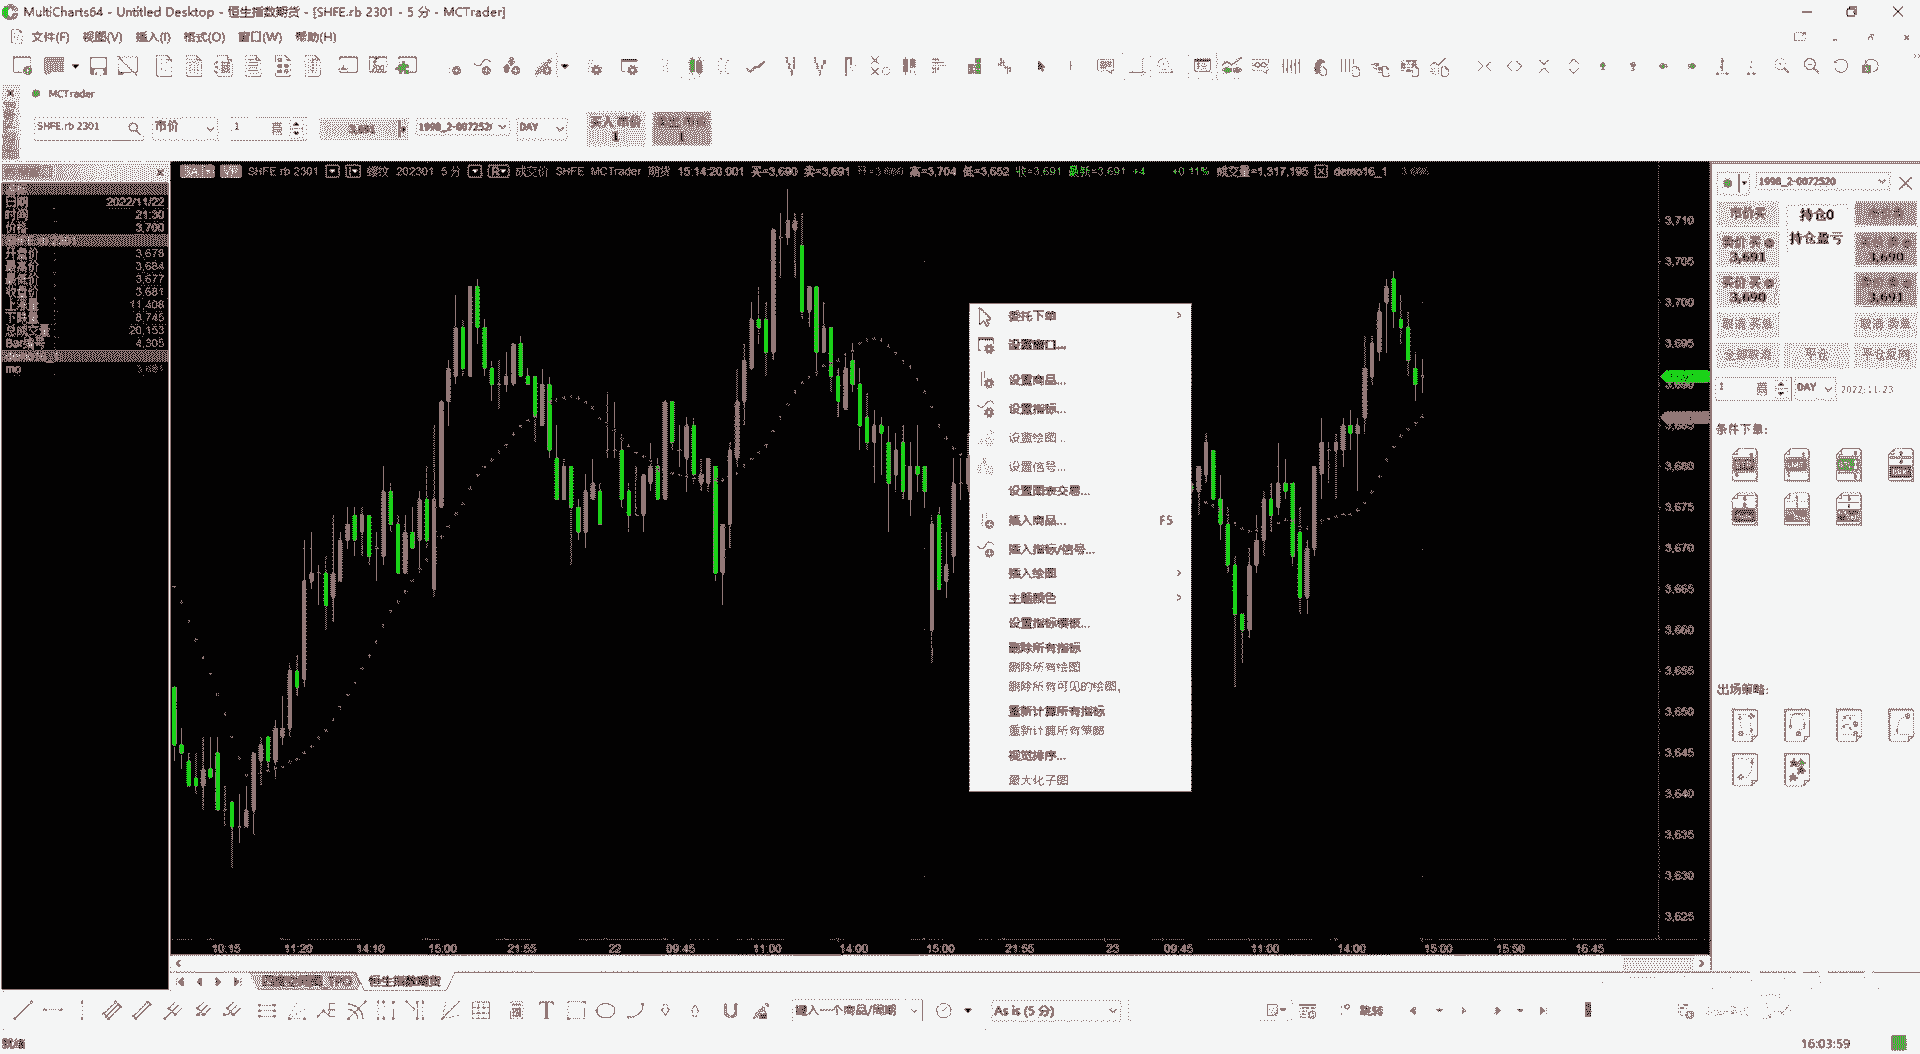 MultiCharts64 - Untitled Desktop - 恒生指数期货 - [SHFE.rb 2301 - 5 分 - MCTrader]
文件(F) 视图(V) 插入(I) 格式(O) 窗口(W) 帮助(H)
MCTrader
SHFE.rb 2301 市价 1 DAY
SHFE rb 2301 螺纹 202301 5 分 成交价 SHFE MCTrader 期货 15:14:20.001 买=3,690 卖=3,691 高=3,704 低=3,652 收=3,691 最新=3,691 +4 +0.11% 成交量=1,317,195 demo16_1
日期 2022/11/22
时间 21:30
价格 3,700
开盘价 3,678
最高价 3,684
最低价 3,677
收盘价 3,681
上涨量 11,408
下跌量 8,745
总成交量 20,153
Bar编号 4,305
demo16_1
mp 3,681
委托下单
设置窗口...
设置商品...
设置指标...
设置绘图...
设置信号...
设置图表交易...
插入商品... F5
插入指标/信号...
插入绘图
主题颜色
设置指标模板...
删除所有指标
删除所有绘图
删除所有可见的绘图,
重新计算所有指标
重新计算所有策略
视觉排序...
最大化子图
3,710
3,705
3,700
3,695
3,690
3,685
3,680
3,675
3,670
3,665
3,660
3,655
3,650
3,645
3,640
3,635
3,630
3,625
10:15 11:20 14:10 15:00 21:55 22 09:45 11:00 14:00 15:00 21:55 23 09:45 11:00 14:00 15:00 15:50 16:45
1998_2-0072520
市价买 持仓0
持仓盈亏
卖价 买
3,691 3,690
买价 买
3,690 3,691
取消 买单 取消 卖单
全部取消 平仓 平仓反向
1 DAY 2022.11.23
条件下单:
出场策略:
恒生指数期货
键入一个商品/周期 As is (5 分) 跳转
就绪 16:03:59